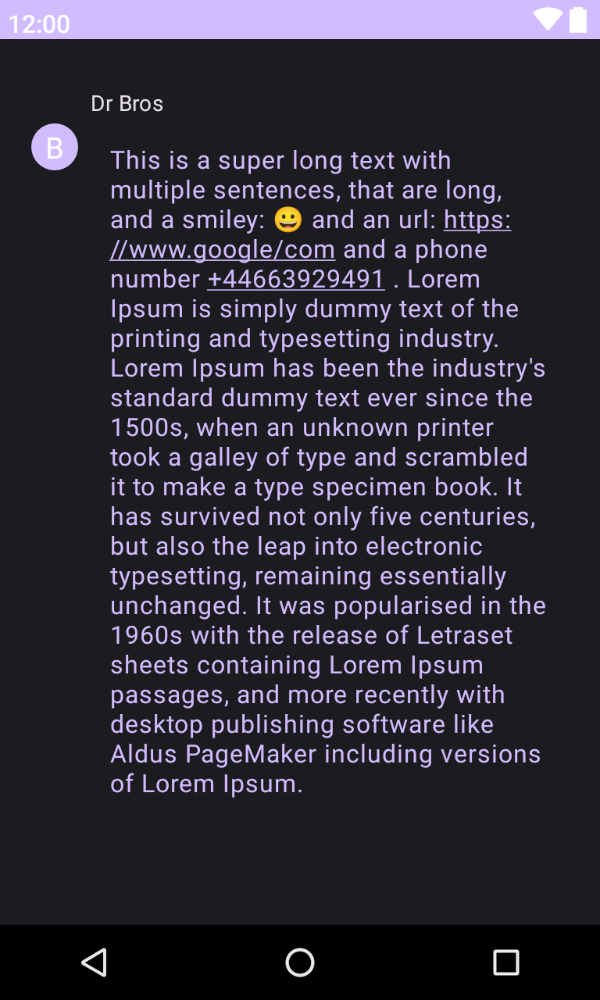 12:00
Dr Bros
B
This is a super long text with
multiple sentences, that are long,
and a smiley: 😀 and an url: https:
//www.google/com and a phone
number +44663929491 . Lorem
Ipsum is simply dummy text of the
printing and typesetting industry.
Lorem Ipsum has been the industry's
standard dummy text ever since the
1500s, when an unknown printer
took a galley of type and scrambled
it to make a type specimen book. It
has survived not only five centuries,
but also the leap into electronic
typesetting, remaining essentially
unchanged. It was popularised in the
1960s with the release of Letraset
sheets containing Lorem Ipsum
passages, and more recently with
desktop publishing software like
Aldus PageMaker including versions
of Lorem Ipsum.